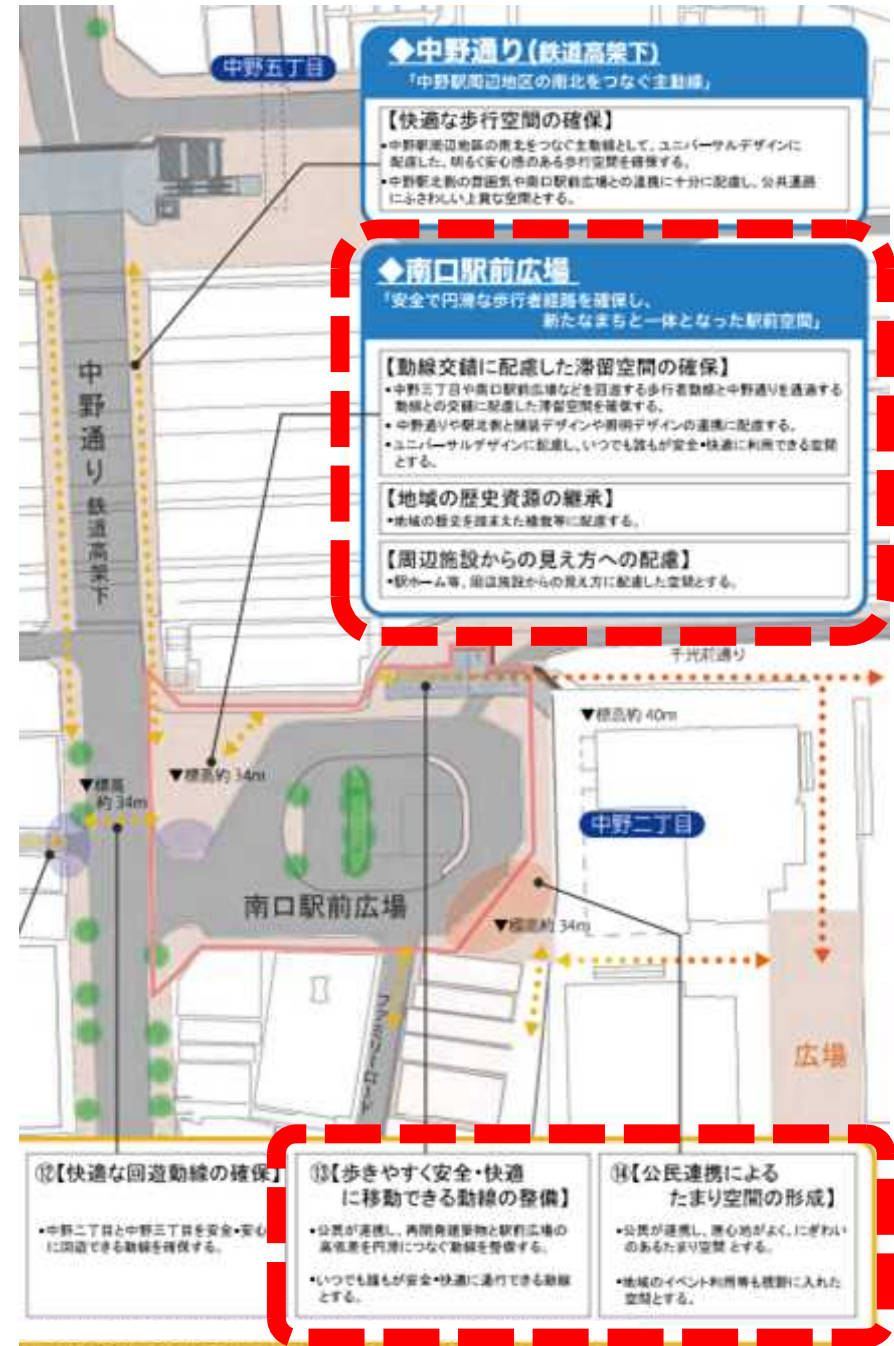 中野五丁目
◆中野通り(鉄道高架下)
「中野駅周辺地区の南北をつなぐ主動線」
【快適な歩行空間の確保】
•中野駅周辺地区の南北をつなぐ主動線として、ユニバーサルデザインに
配慮した、明るく安心感のある歩行空間を確保する。
•中野駅北側の雰囲気や南口駅前広場との連携に十分に配慮し、公共通路
にふさわしい上質な空間とする。
◆南口駅前広場
「安全で円滑な歩行者経路を確保し、
新たなまちと一体となった駅前空間」
【動線交錯に配慮した滞留空間の確保】
•中野三丁目や南口駅前広場などを回遊する歩行者動線と中野通りを通過する
動線との交錯に配慮した滞留空間を確保する。
•中野通りや駅北側と舗装デザインや照明デザインの連携に配慮する。
•ユニバーサルデザインに配慮し、いつでも誰もが安全•快適に利用できる空間
とする。
【地域の歴史資源の継承】
•地域の歴史を踏まえた植栽等に配慮する。
【周辺施設からの見え方への配慮】
•駅ホーム等、周辺施設からの見え方に配慮した空間とする。
中野通り 鉄道高架下
千光前通り
▼標高約 40m
▼標高約 34m
▼標高
約 34m
中野二丁目
南口駅前広場
▼標高約 34m
ファミリーロード
広場
⑫【快適な回遊動線の確保】
•中野二丁目と中野三丁目を安全•安心
に回遊できる動線を確保する。
⑬【歩きやすく安全・快適
に移動できる動線の整備】
•公民が連携し、再開発建築物と駅前広場の
高低差を円滑につなぐ動線を整備する。
•いつでも誰もが安全•快適に通行できる動線
とする。
⑭【公民連携による
たまり空間の形成】
•公民が連携し、居心地がよく、にぎわい
のあるたまり空間 とする。
•地域のイベント利用等も視野に入れた
空間とする。